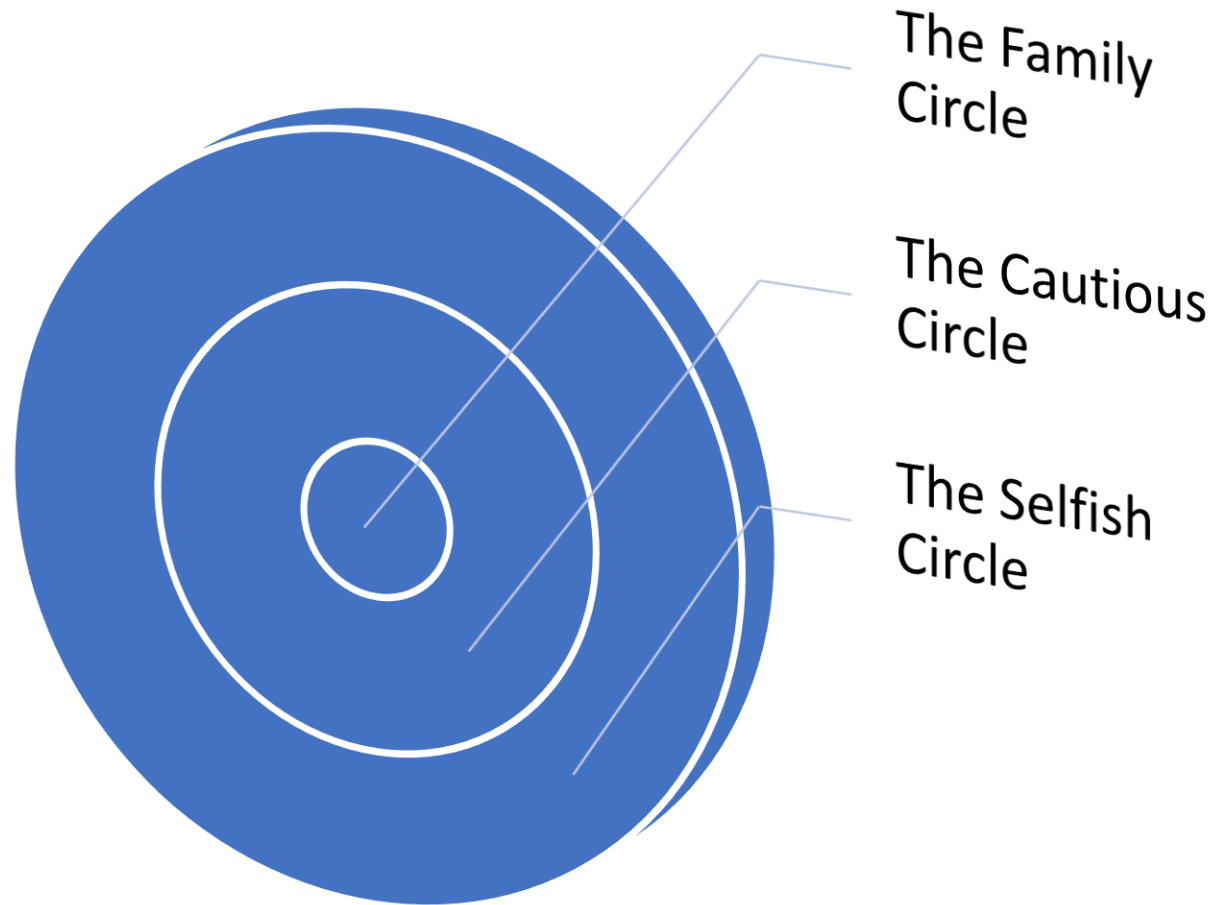 The Family
Circle
The Cautious
Circle
The Selfish
Circle